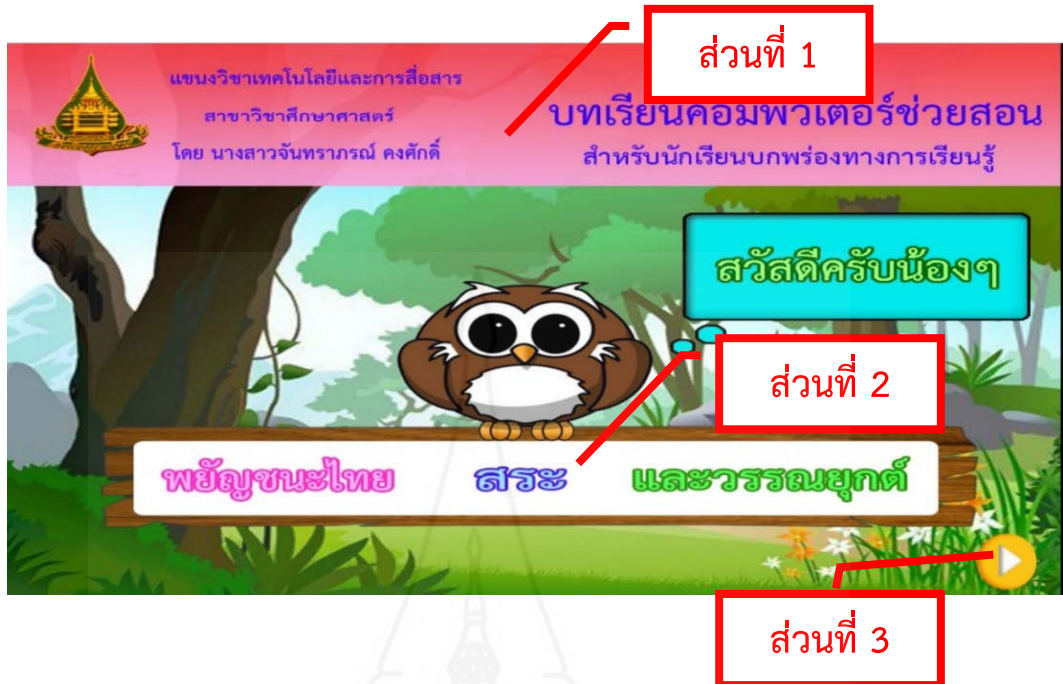 ส่วนที่ 1
แขนงวิชาเทคโนโลยีและการสื่อสาร
สาขาวิชาศึกษาศาสตร์
โดย นางสาวจันทราภรณ์ คงศักดิ์
บทเรียนคอมพิวเตอร์ช่วยสอน
สำหรับนักเรียนบกพร่องทางการเรียนรู้
สวัสดีครับน้องๆ
ส่วนที่ 2
พยัญชนะไทย สระ และวรรณยุกต์
ส่วนที่ 3